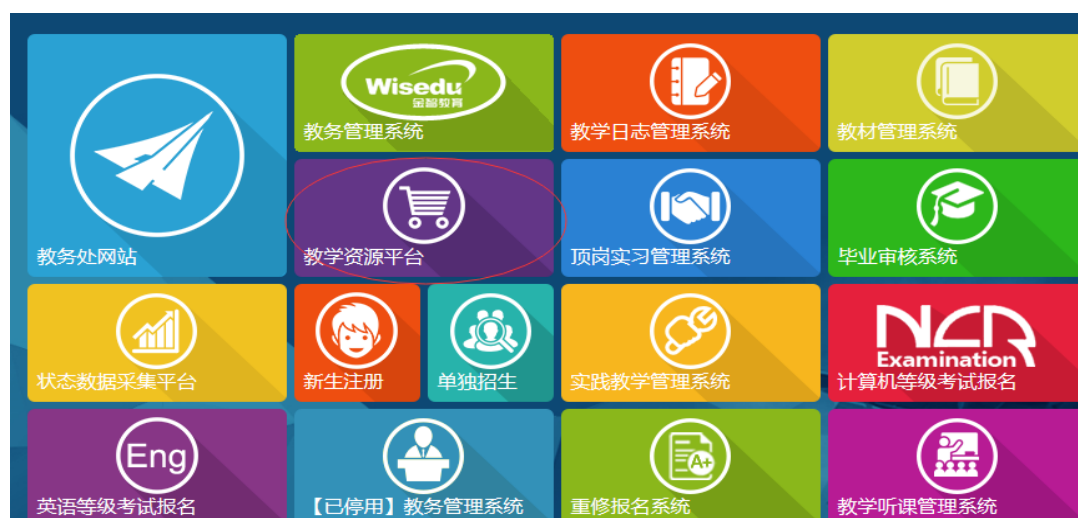 Wisedu
金智教育
教务管理系统
教学日志管理系统
教材管理系统
教务处网站
教学资源平台
顶岗实习管理系统
毕业审核系统
状态数据采集平台
新生注册
单独招生
实践教学管理系统
NCR
Examination
计算机等级考试报名
Eng
英语等级考试报名
【已停用】教务管理系统
A+
重修报名系统
教学听课管理系统